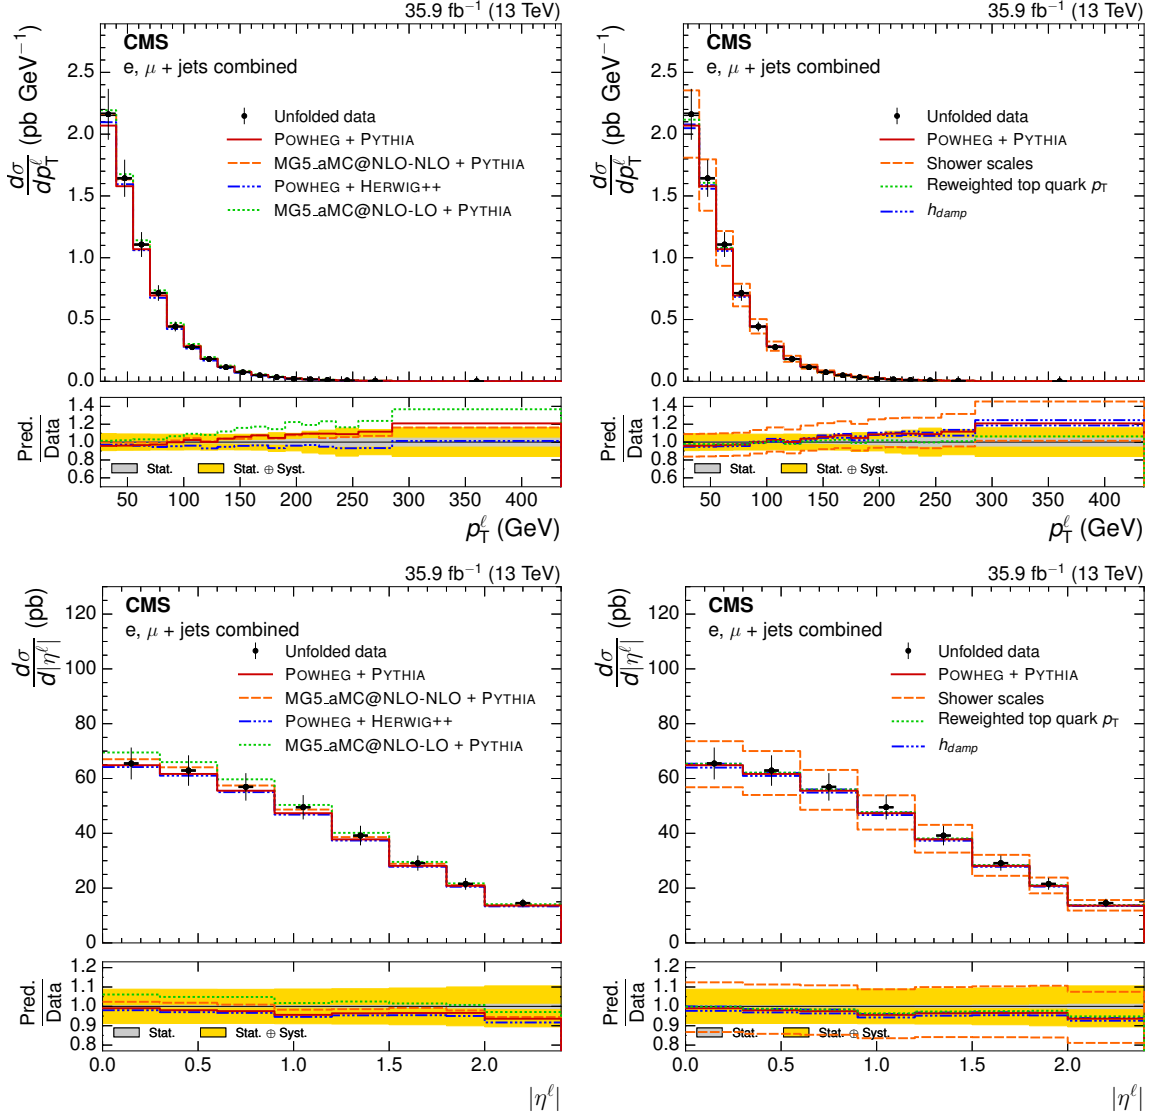 35.9 fb⁻¹ (13 TeV)
CMS
e, μ + jets combined
Unfolded data
POWHEG + PYTHIA
MG5_aMC@NLO-NLO + PYTHIA
POWHEG + HERWIG++
MG5_aMC@NLO-LO + PYTHIA
dσ/dp_T^ℓ (pb GeV⁻¹)
2.5
2.0
1.5
1.0
0.5
0.0
Pred./Data
1.4
1.2
1.0
0.8
0.6
Stat.
Stat. ⊕ Syst.
50 100 150 200 250 300 350 400
p_T^ℓ (GeV)
35.9 fb⁻¹ (13 TeV)
CMS
e, μ + jets combined
Unfolded data
POWHEG + PYTHIA
Shower scales
Reweighted top quark p_T
h_damp
dσ/dp_T^ℓ (pb GeV⁻¹)
2.5
2.0
1.5
1.0
0.5
0.0
Pred./Data
1.4
1.2
1.0
0.8
0.6
Stat.
Stat. ⊕ Syst.
50 100 150 200 250 300 350 400
p_T^ℓ (GeV)
35.9 fb⁻¹ (13 TeV)
CMS
e, μ + jets combined
Unfolded data
POWHEG + PYTHIA
MG5_aMC@NLO-NLO + PYTHIA
POWHEG + HERWIG++
MG5_aMC@NLO-LO + PYTHIA
dσ/d|η^ℓ| (pb)
120
100
80
60
40
20
0
Pred./Data
1.2
1.1
1.0
0.9
0.8
Stat.
Stat. ⊕ Syst.
0.0 0.5 1.0 1.5 2.0
|η^ℓ|
35.9 fb⁻¹ (13 TeV)
CMS
e, μ + jets combined
Unfolded data
POWHEG + PYTHIA
Shower scales
Reweighted top quark p_T
h_damp
dσ/d|η^ℓ| (pb)
120
100
80
60
40
20
0
Pred./Data
1.2
1.1
1.0
0.9
0.8
Stat.
Stat. ⊕ Syst.
0.0 0.5 1.0 1.5 2.0
|η^ℓ|